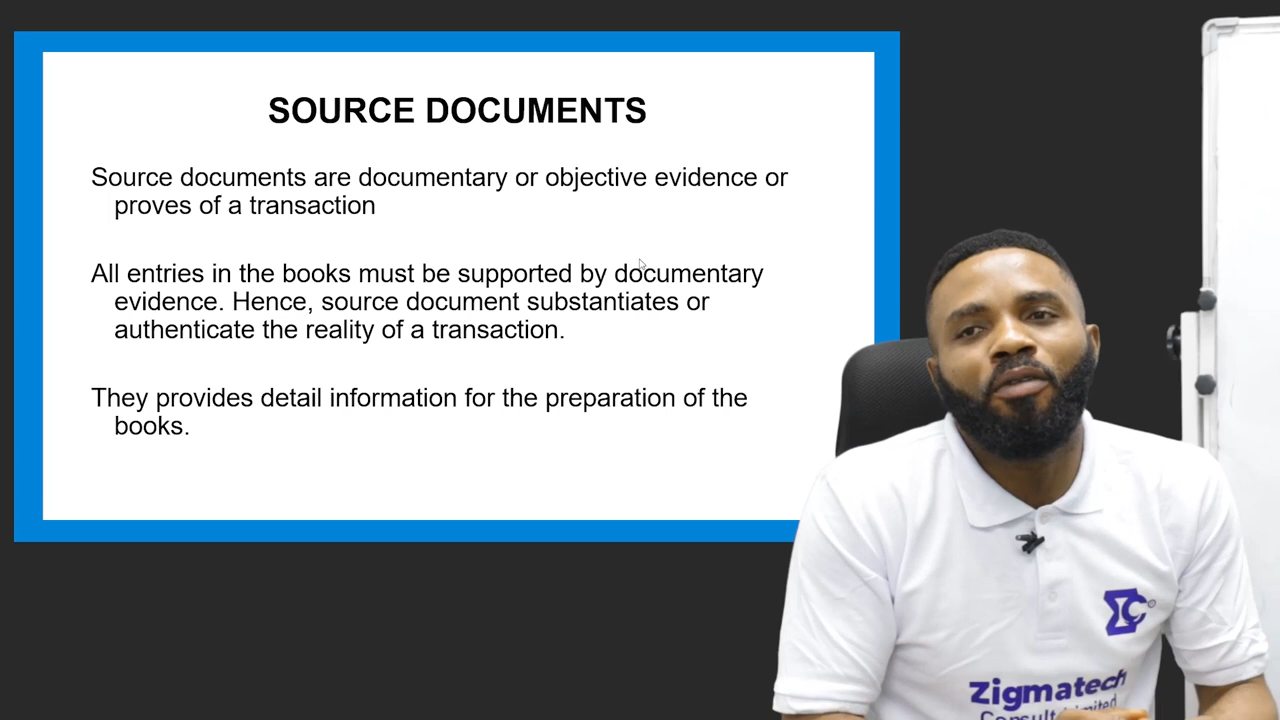 SOURCE DOCUMENTS
Source documents are documentary or objective evidence or
proves of a transaction
All entries in the books must be supported by documentary
evidence. Hence, source document substantiates or
authenticate the reality of a transaction.
They provides detail information for the preparation of the
books.
Zigmatech
Consult Limited